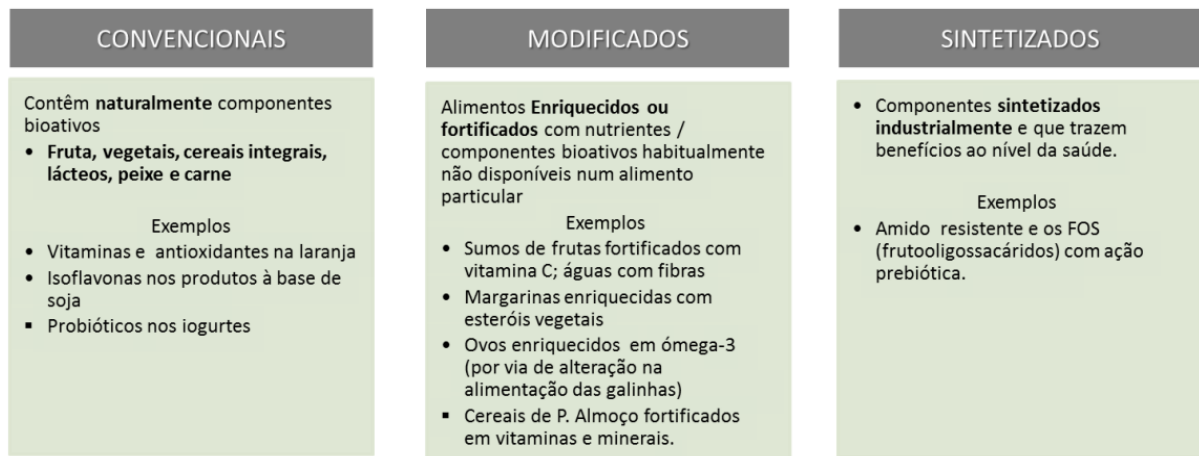 CONVENCIONAIS
Contêm naturalmente componentes
bioativos
• Fruta, vegetais, cereais integrais,
lácteos, peixe e carne
Exemplos
• Vitaminas e antioxidantes na laranja
• Isoflavonas nos produtos à base de
soja
▪ Probióticos nos iogurtes
MODIFICADOS
Alimentos Enriquecidos ou
fortificados com nutrientes /
componentes bioativos habitualmente
não disponíveis num alimento
particular
Exemplos
• Sumos de frutas fortificados com
vitamina C; águas com fibras
• Margarinas enriquecidas com
esteróis vegetais
• Ovos enriquecidos em ómega-3
(por via de alteração na
alimentação das galinhas)
▪ Cereais de P. Almoço fortificados
em vitaminas e minerais.
SINTETIZADOS
• Componentes sintetizados
industrialmente e que trazem
benefícios ao nível da saúde.
Exemplos
• Amido resistente e os FOS
(frutooligossacáridos) com ação
prebiótica.